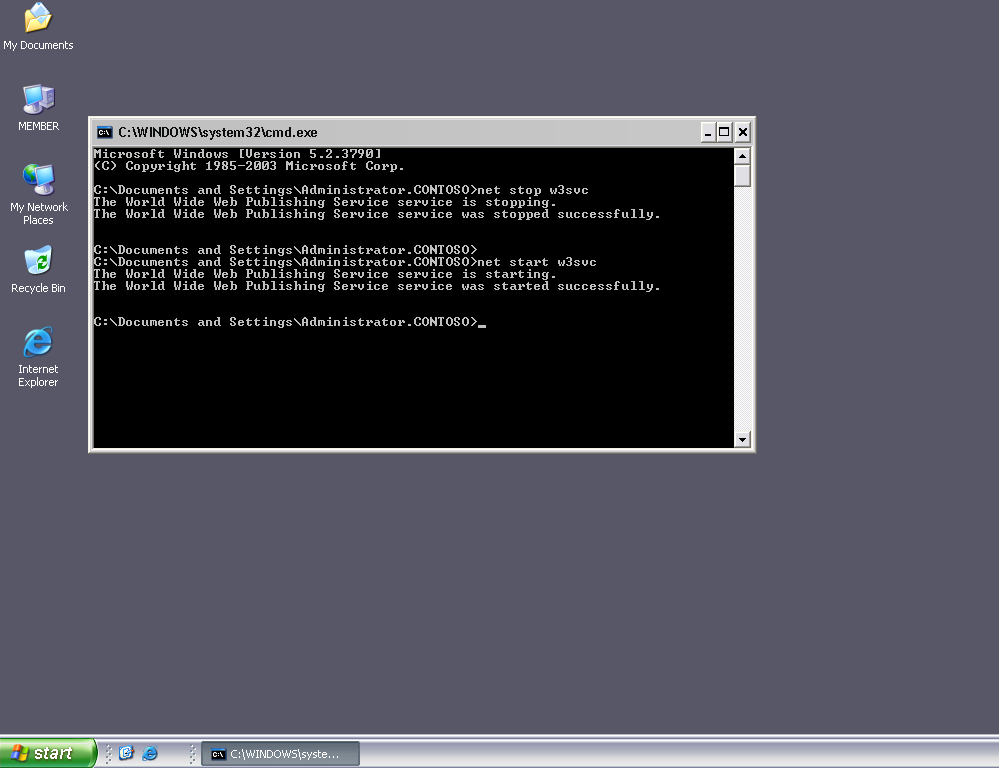 My Documents
MEMBER
My Network
Places
Recycle Bin
Internet
Explorer
C:\WINDOWS\system32\cmd.exe
Microsoft Windows [Version 5.2.3790]
(C) Copyright 1985-2003 Microsoft Corp.
C:\Documents and Settings\Administrator.CONTOSO>net stop w3svc
The World Wide Web Publishing Service service is stopping.
The World Wide Web Publishing Service service was stopped successfully.
C:\Documents and Settings\Administrator.CONTOSO>
C:\Documents and Settings\Administrator.CONTOSO>net start w3svc
The World Wide Web Publishing Service service is starting.
The World Wide Web Publishing Service service was started successfully.
C:\Documents and Settings\Administrator.CONTOSO>_
start
C:\WINDOWS\syste...